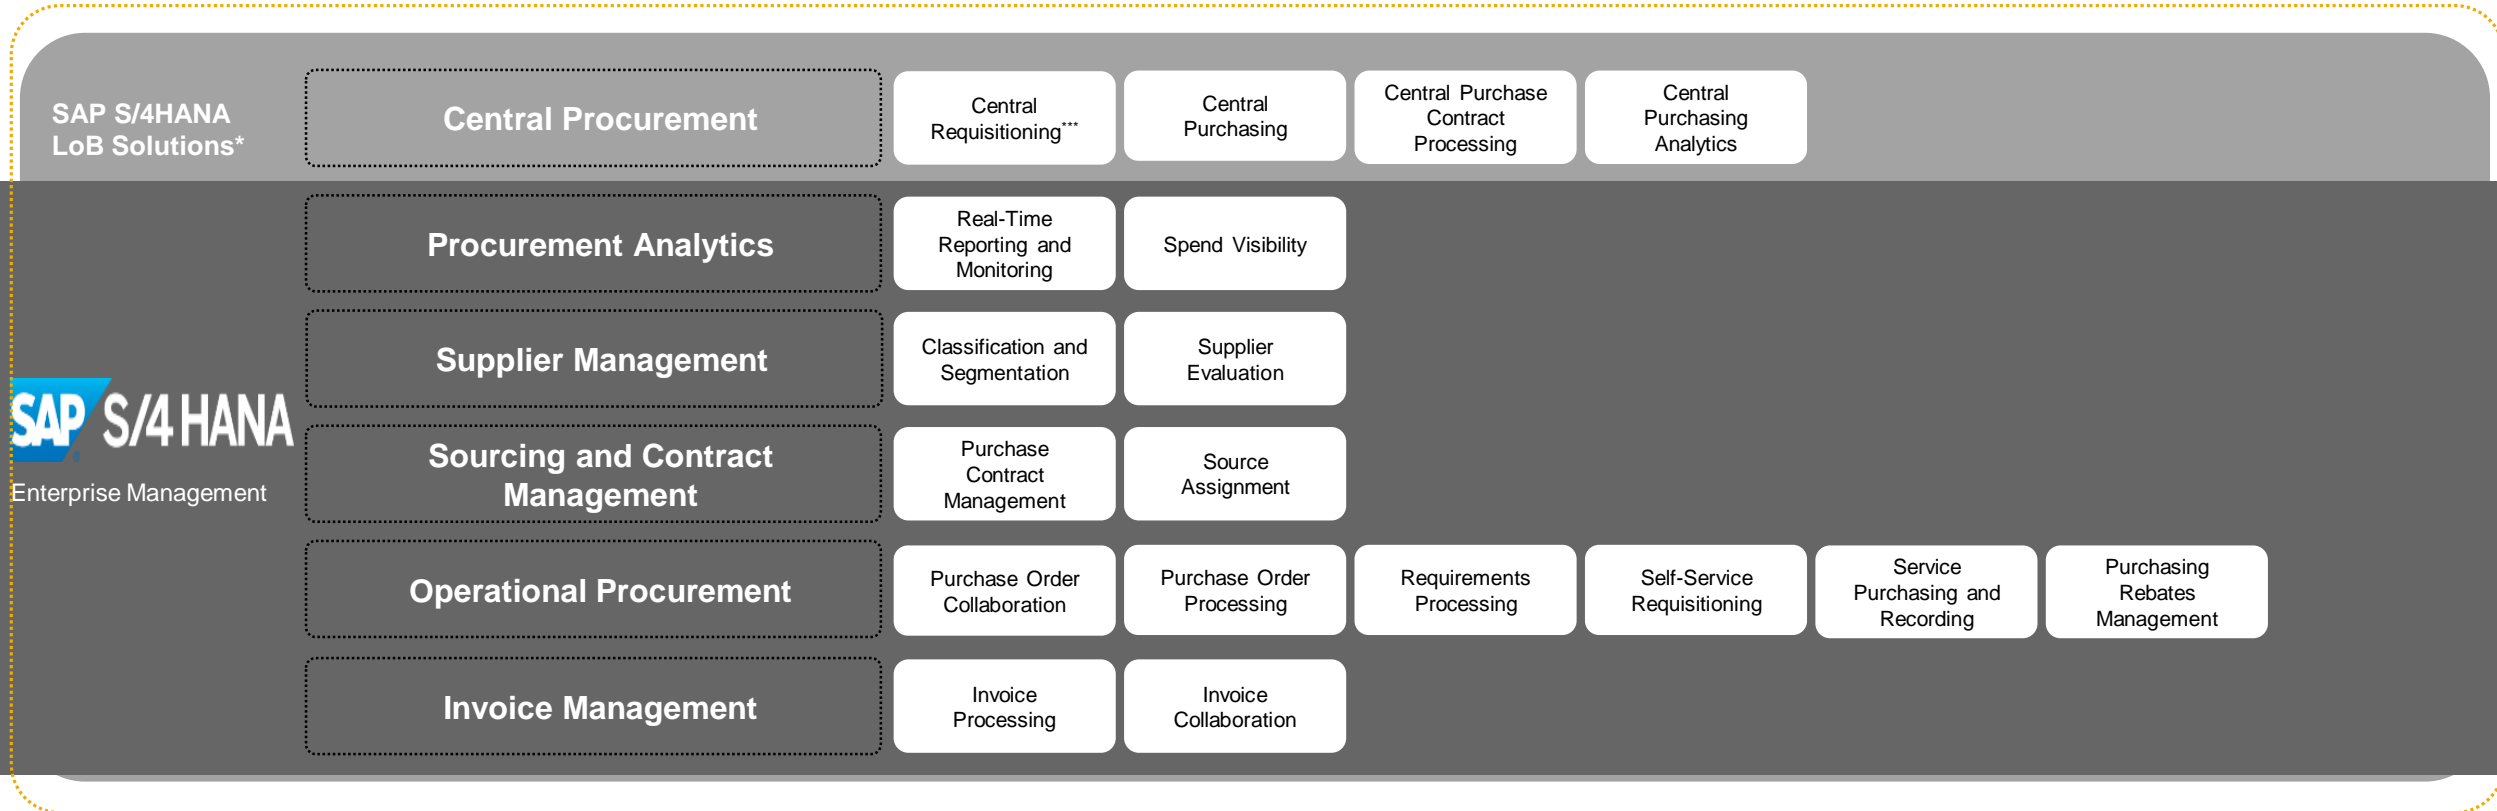 SAP S/4HANA
LoB Solutions*
Central Procurement
Central
Requisitioning***
Central
Purchasing
Central Purchase
Contract
Processing
Central
Purchasing
Analytics
Procurement Analytics
Real-Time
Reporting and
Monitoring
Spend Visibility
Supplier Management
Classification and
Segmentation
Supplier
Evaluation
SAP S/4HANA
®
Enterprise Management
Sourcing and Contract
Management
Purchase
Contract
Management
Source
Assignment
Operational Procurement
Purchase Order
Collaboration
Purchase Order
Processing
Requirements
Processing
Self-Service
Requisitioning
Service
Purchasing and
Recording
Purchasing
Rebates
Management
Invoice Management
Invoice
Processing
Invoice
Collaboration